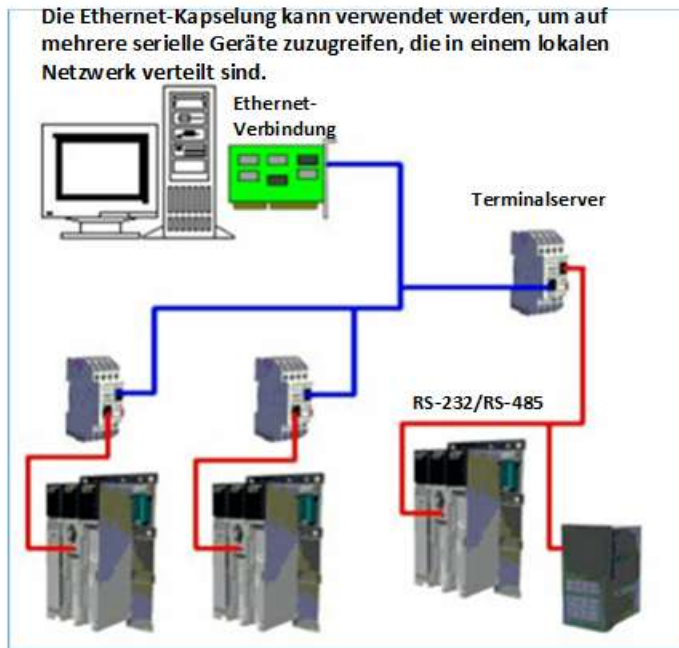 Die Ethernet-Kapselung kann verwendet werden, um auf
mehrere serielle Geräte zuzugreifen, die in einem lokalen
Netzwerk verteilt sind.
Ethernet-
Verbindung
Terminalserver
RS-232/RS-485